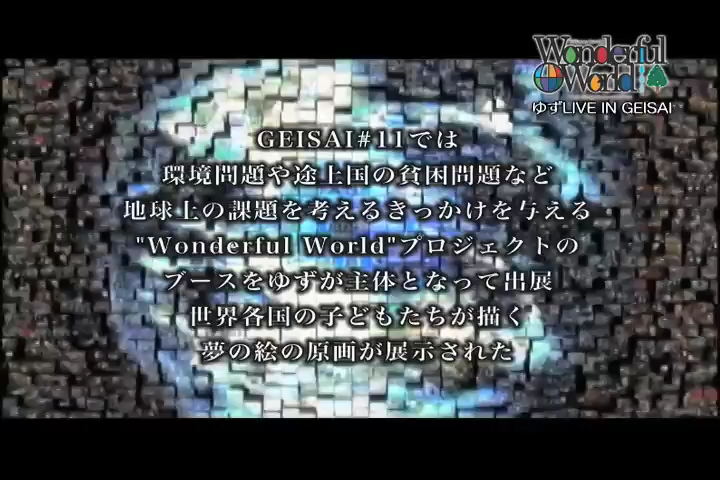 Wonderful
World
ゆずLIVE IN GEISAI
GEISAI#11では
環境問題や途上国の貧困問題など
地球上の課題を考えるきっかけを与える
"Wonderful World"プロジェクトの
ブースをゆずが主体となって出展
世界各国の子どもたちが描く
夢の絵の原画が展示された